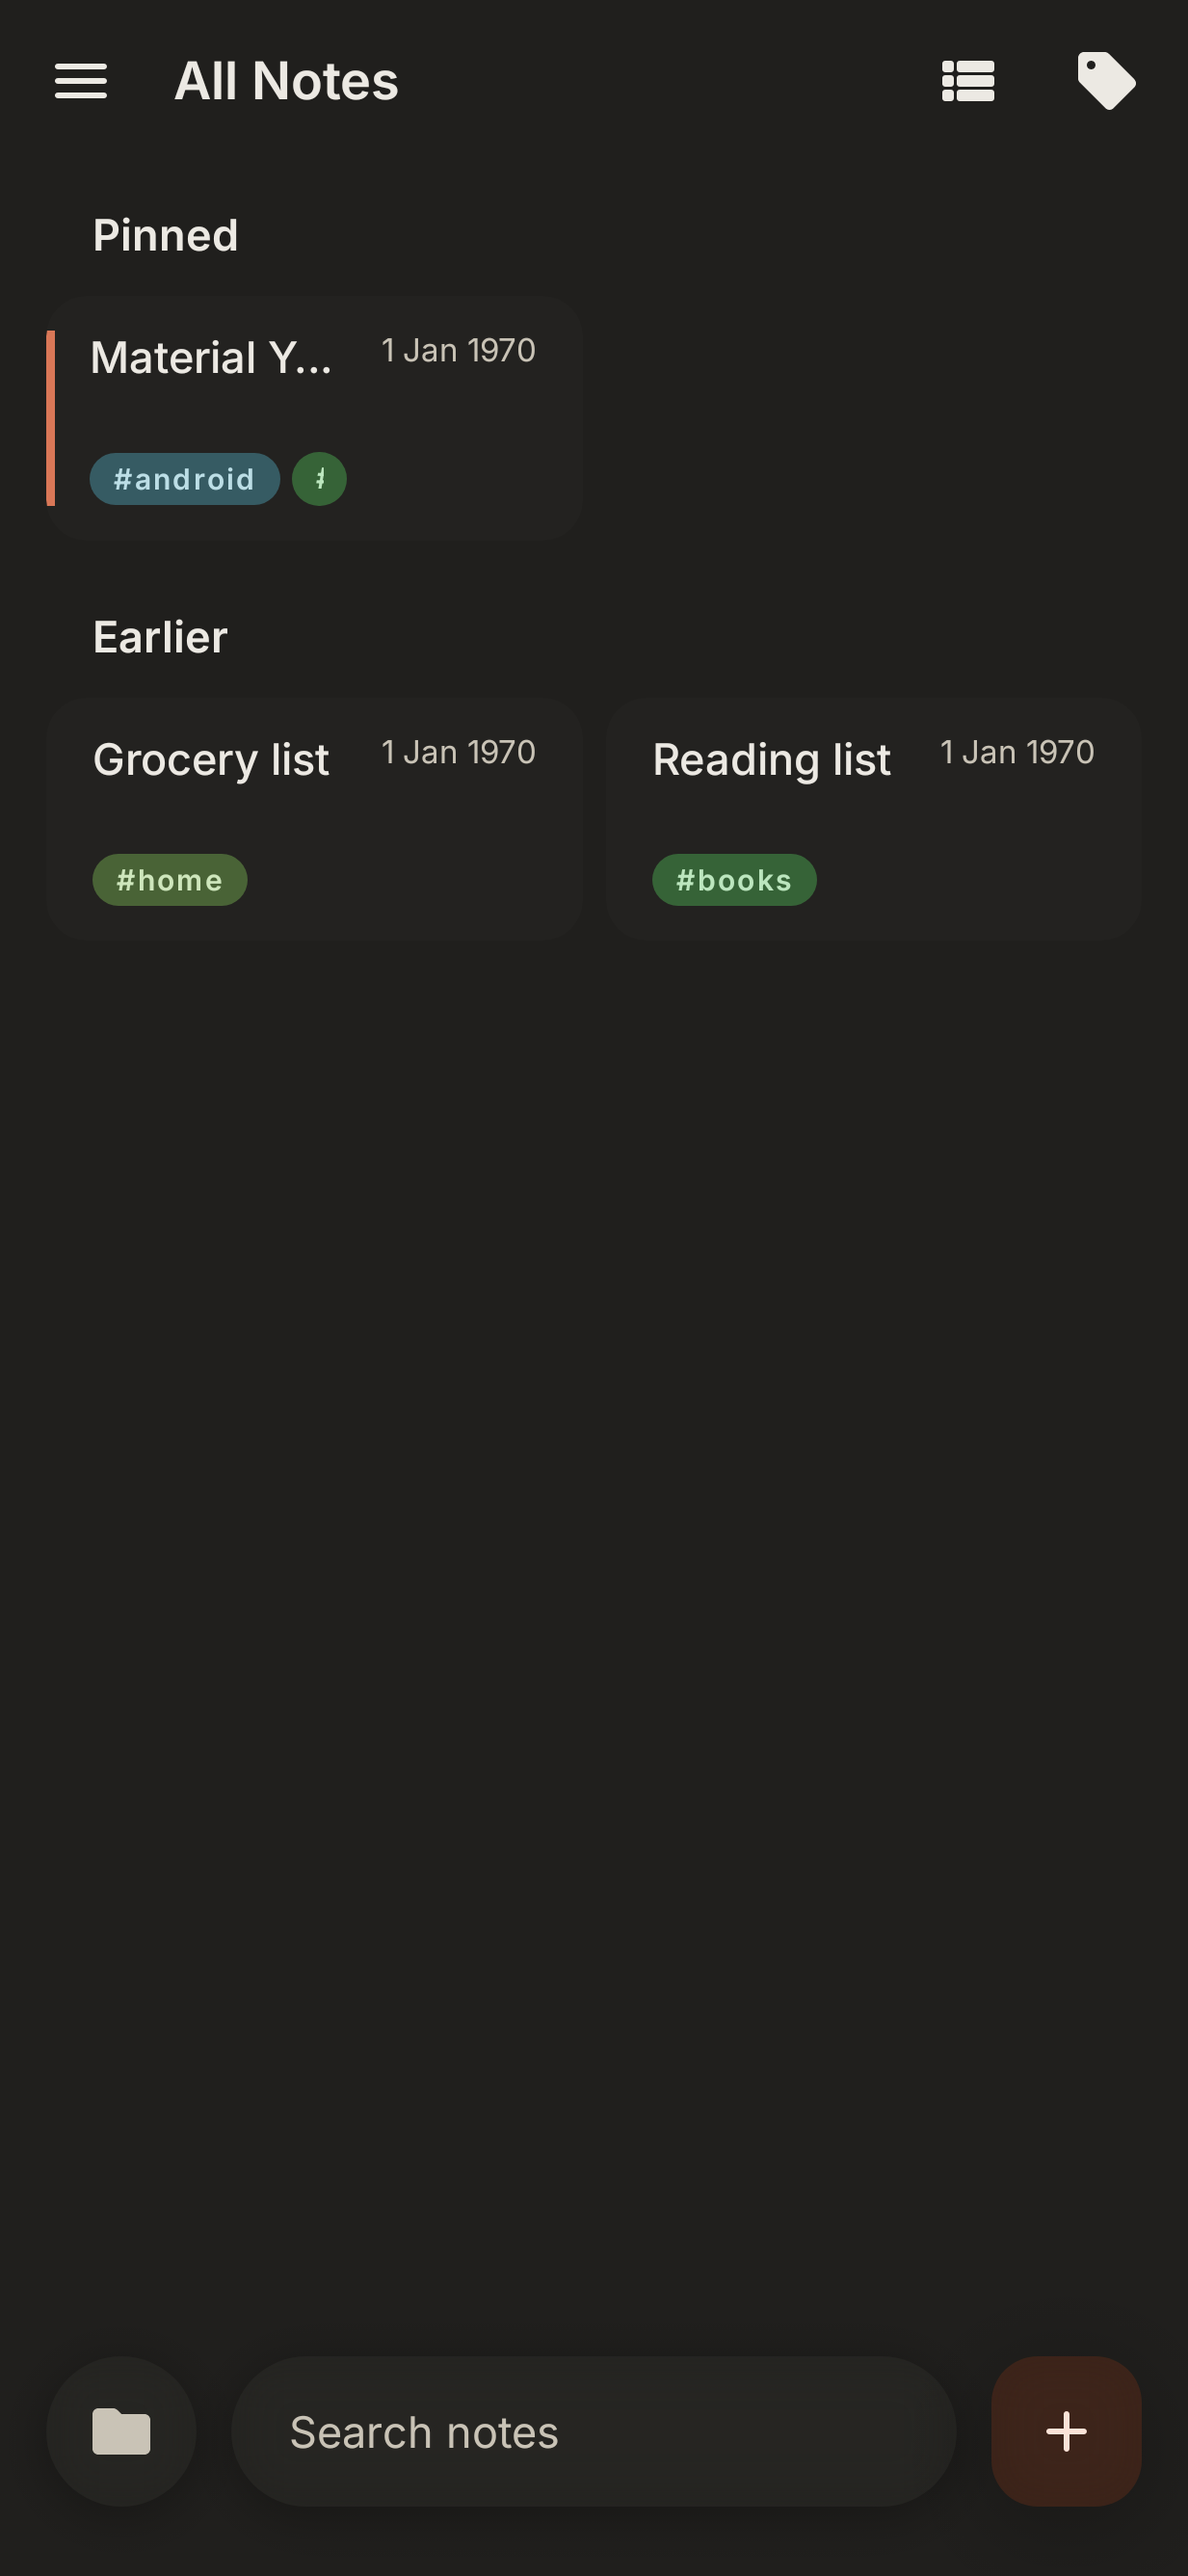 All Notes
Pinned
Material Y... 1 Jan 1970
#android
Earlier
Grocery list 1 Jan 1970
Reading list 1 Jan 1970
#home
#books
Search notes